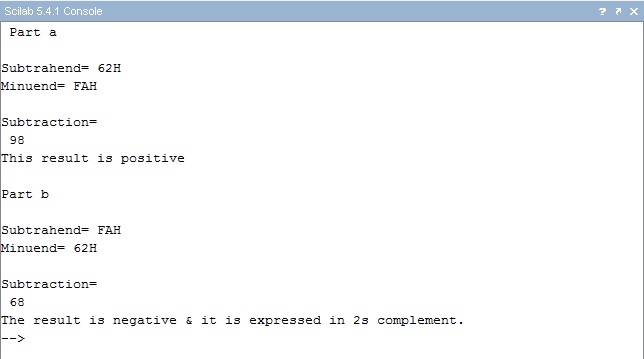 Scilab 5.4.1 Console
Part a
Subtrahend= 62H
Minuend= FAH
Subtraction=
98
This result is positive
Part b
Subtrahend= FAH
Minuend= 62H
Subtraction=
68
The result is negative & it is expressed in 2s complement.
-->